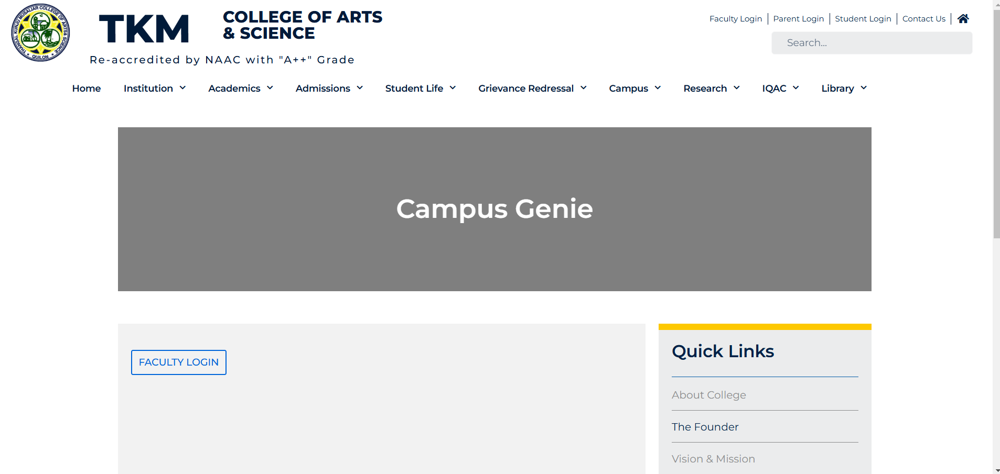 THANGAL KUNJU MUSALIAR COLLEGE OF ARTS & SCIENCE
QUILON
TKM
COLLEGE OF ARTS
& SCIENCE
Re-accredited by NAAC with "A++" Grade
Faculty Login
Parent Login
Student Login
Contact Us
Search...
Home
Institution
Academics
Admissions
Student Life
Grievance Redressal
Campus
Research
IQAC
Library
Campus Genie
FACULTY LOGIN
Quick Links
About College
The Founder
Vision & Mission